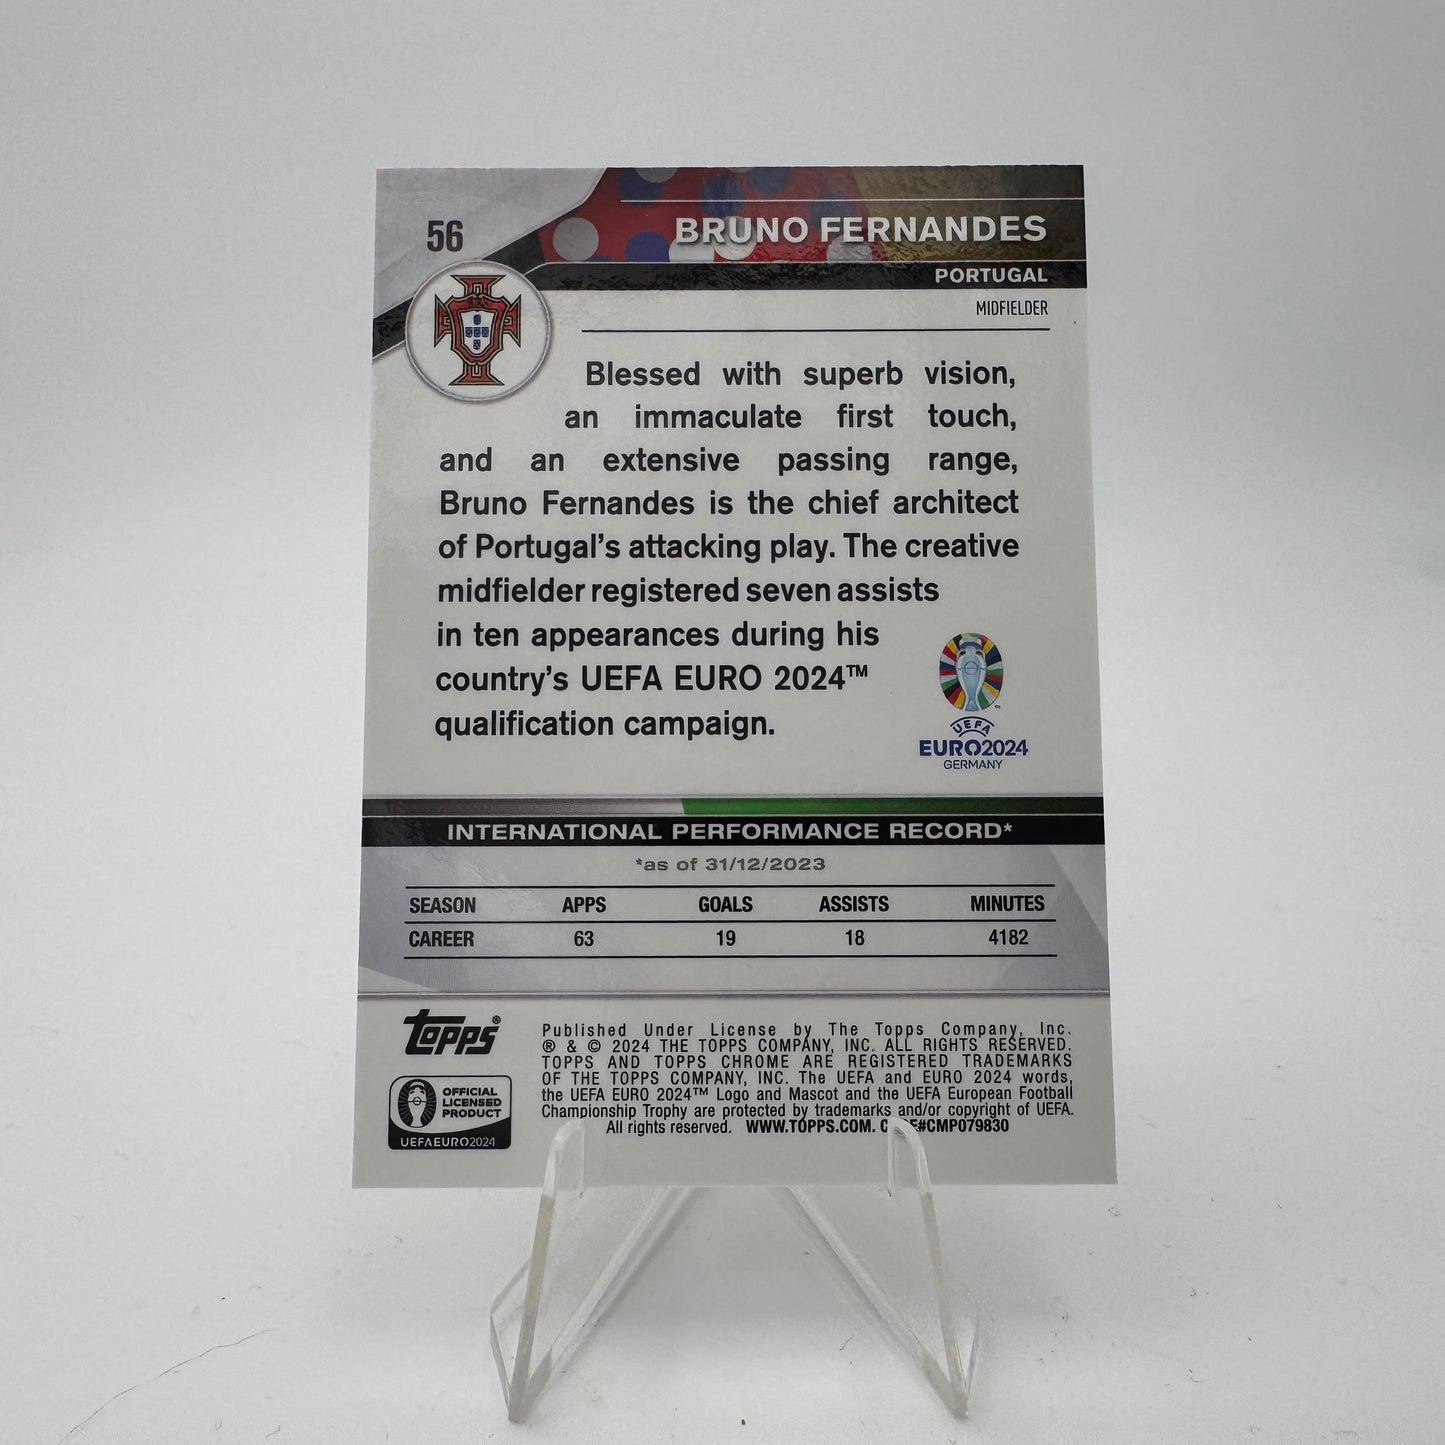 56
BRUNO FERNANDES
PORTUGAL
MIDFIELDER
Blessed with superb vision,
an immaculate first touch,
and an extensive passing range,
Bruno Fernandes is the chief architect
of Portugal's attacking play. The creative
midfielder registered seven assists
in ten appearances during his
country's UEFA EURO 2024™
qualification campaign.
UEFA
EURO2024
GERMANY
INTERNATIONAL PERFORMANCE RECORD*
*as of 31/12/2023
SEASON APPS GOALS ASSISTS MINUTES
CAREER 63 19 18 4182
Topps®
OFFICIAL
LICENSED
PRODUCT
UEFAEURO2024
Published Under License by The Topps Company, Inc.
® & © 2024 THE TOPPS COMPANY, INC. ALL RIGHTS RESERVED.
TOPPS AND TOPPS CHROME ARE REGISTERED TRADEMARKS
OF THE TOPPS COMPANY, INC. The UEFA and EURO 2024 words,
the UEFA EURO 2024™ Logo and Mascot and the UEFA European Football
Championship Trophy are protected by trademarks and/or copyright of UEFA.
All rights reserved. WWW.TOPPS.COM. #CMP079830